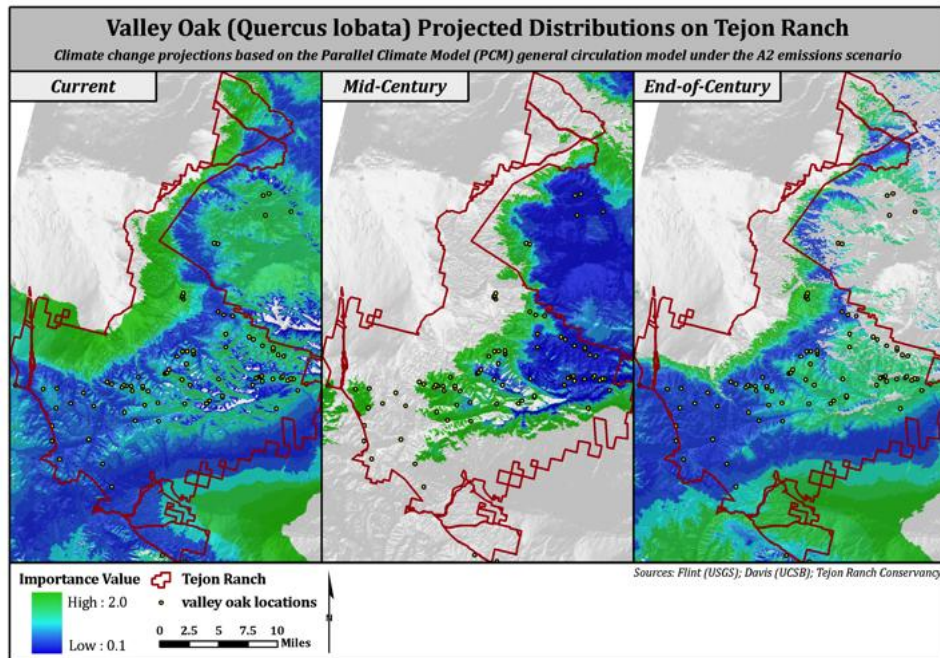 Valley Oak (Quercus lobata) Projected Distributions on Tejon Ranch
Climate change projections based on the Parallel Climate Model (PCM) general circulation model under the A2 emissions scenario
Current
Mid-Century
End-of-Century
Sources: Flint (USGS); Davis (UCSB); Tejon Ranch Conservancy
Importance Value
High : 2.0
Low : 0.1
Tejon Ranch
valley oak locations
0 2.5 5 7.5 10
Miles
N